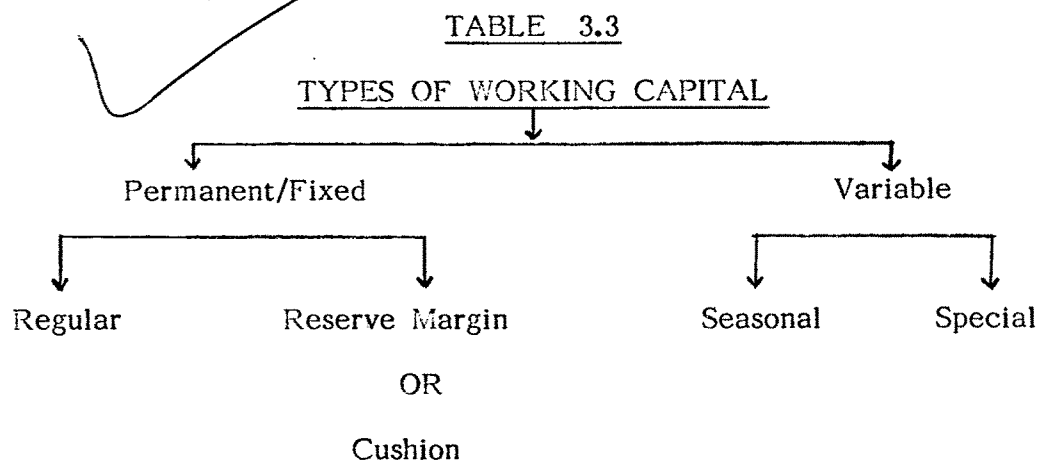 TABLE 3.3
TYPES OF WORKING CAPITAL
Permanent/Fixed Variable
Regular Reserve Margin Seasonal Special
OR
Cushion